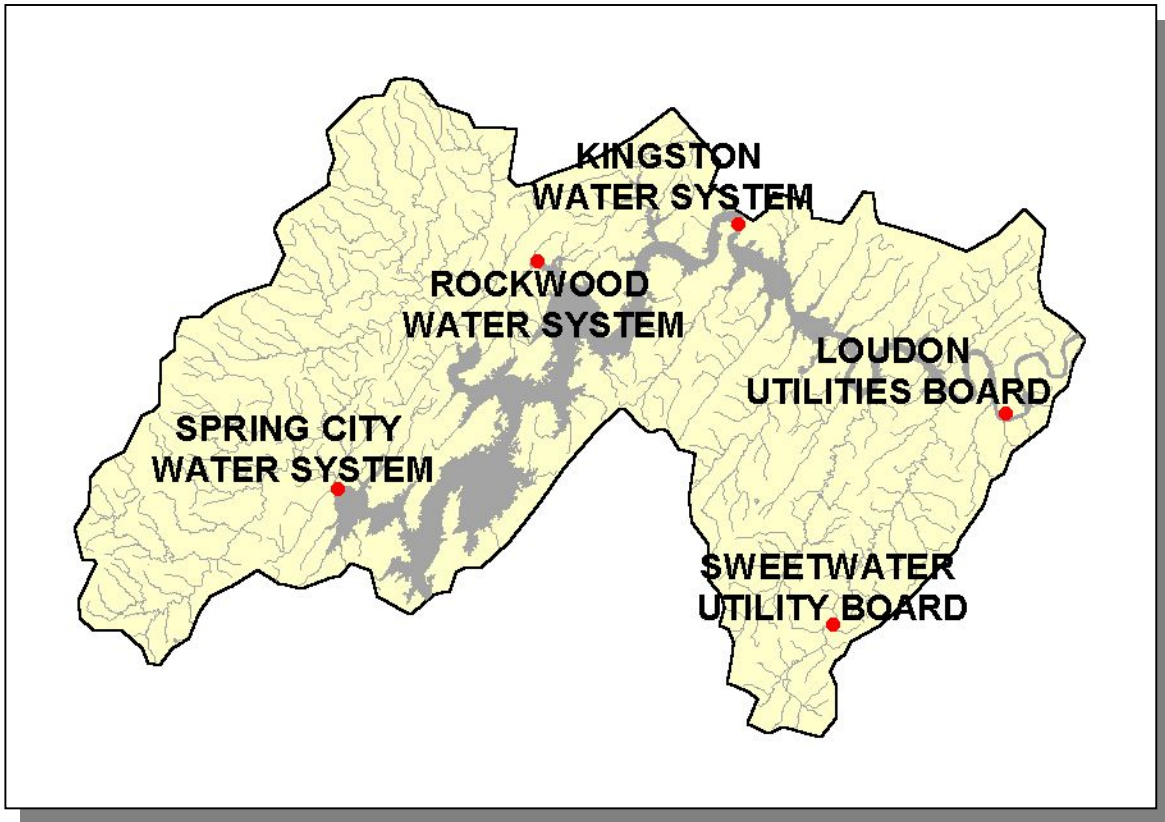 KINGSTON
WATER SYSTEM
ROCKWOOD
WATER SYSTEM
LOUDON
UTILITIES BOARD
SPRING CITY
WATER SYSTEM
SWEETWATER
UTILITY BOARD